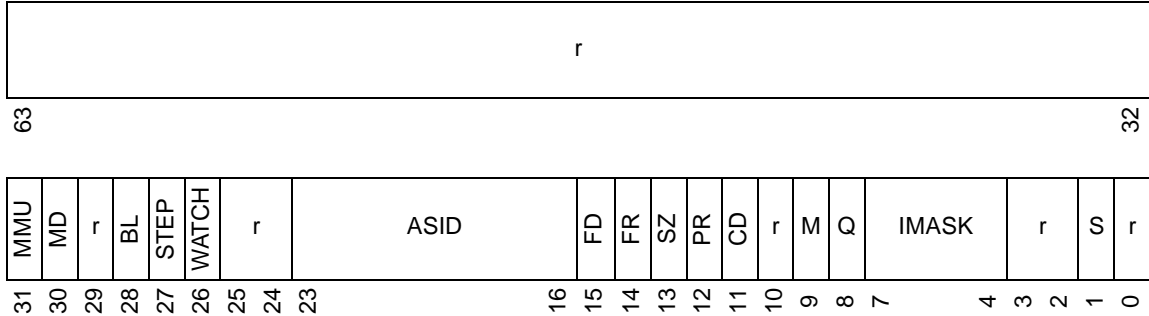 r
63 32
MMU MD r BL STEP WATCH r ASID FD FR SZ PR CD r M Q IMASK r S r
31 30 29 28 27 26 25 24 23 16 15 14 13 12 11 10 9 8 7 4 3 2 1 0